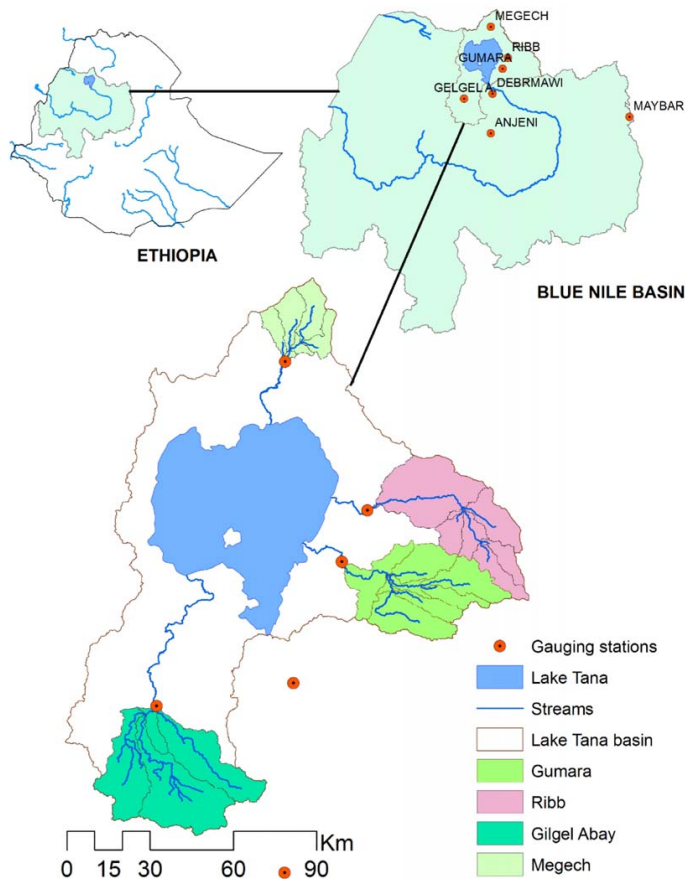 MEGECH
RIBB
GUMARA
DEBRMAWI
GELGEL A
MAYBAR
ANJENI
ETHIOPIA
BLUE NILE BASIN
Gauging stations
Lake Tana
Streams
Lake Tana basin
Gumara
Ribb
Gilgel Abay
Megech
Km
0 15 30 60 90